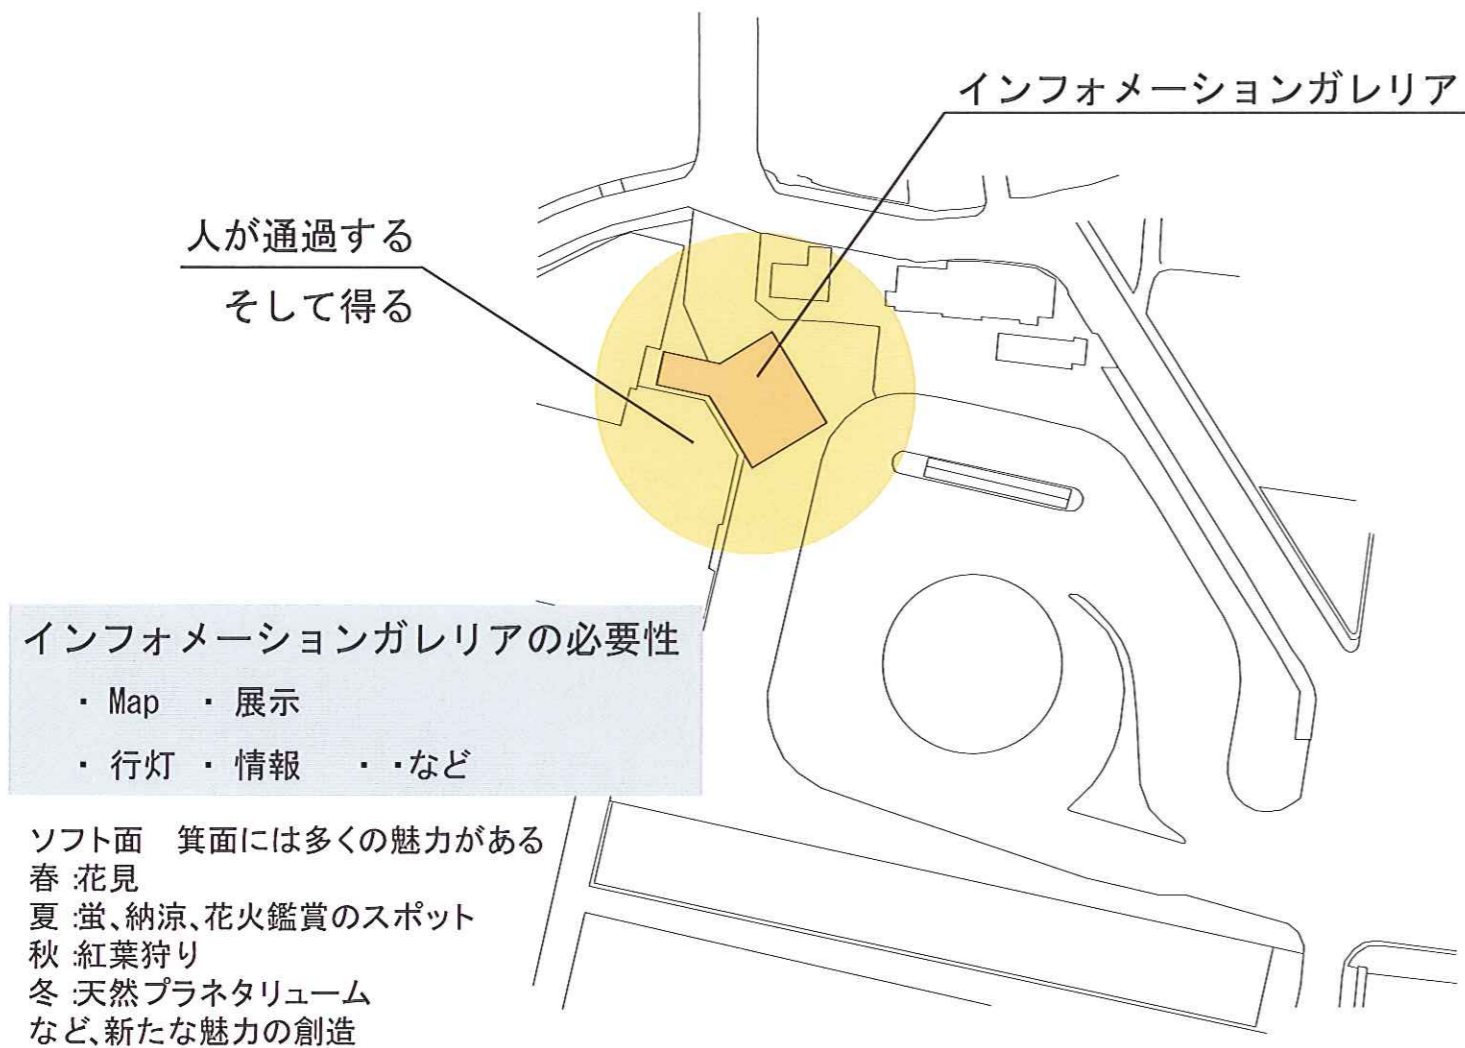 インフォメーションガレリア
人が通過する
そして得る
インフォメーションガレリアの必要性
・ Map ・ 展示
・ 行灯 ・ 情報 ・・など
ソフト面　箕面には多くの魅力がある
春:花見
夏:蛍、納涼、花火鑑賞のスポット
秋:紅葉狩り
冬:天然プラネタリューム
など、新たな魅力の創造